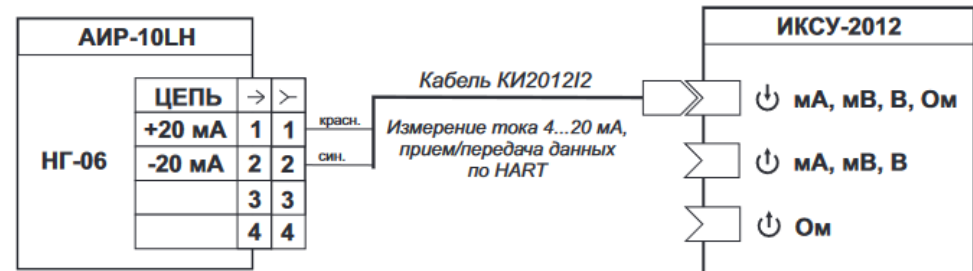 АИР-10LH
ИКСУ-2012
ЦЕПЬ
+20 мА 1 1 красн.
НГ-06 -20 мА 2 2 син.
3 3
4 4
Кабель КИ2012I2
Измерение тока 4...20 мА,
прием/передача данных
по HART
мА, мВ, В, Ом
мА, мВ, В
Ом